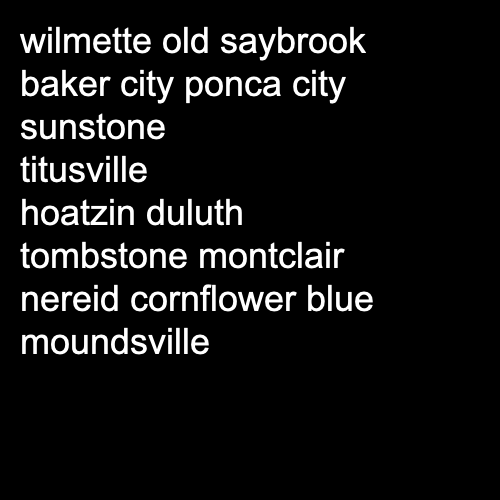 wilmette old saybrook
baker city ponca city
sunstone
titusville
hoatzin duluth
tombstone montclair
nereid cornflower blue
moundsville